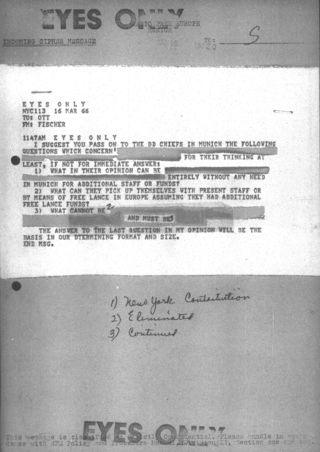 EYES ONLY
INCOMING CIPHER MESSAGE
EUROPE
TO:
S
EYES ONLY
NYC113 16 MAR 66
TO: OTT
FM: FISCHER
1147AM EYES ONLY
I SUGGEST YOU PASS ON TO THE DD CHIEFS IN MUNICH THE FOLLOWING
QUESTIONS WHICH CONCERN
FOR THEIR THINKING AT
LEAST, IF NOT FOR IMMEDIATE ANSWER:
1) WHAT IN THEIR OPINION CAN BE
ENTIRELY WITHOUT ANY NEED
IN MUNICH FOR ADDITIONAL STAFF OR FUNDS?
2) WHAT CAN THEY PICK UP THEMSELVES WITH PRESENT STAFF OR
BY MEANS OF FREE LANCE IN EUROPE ASSUMING THEY HAD ADDITIONAL
FREE LANCE FUNDS?
3) WHAT CANNOT BE
AND MUST BE
THE ANSWER TO THE LAST QUESTION IN MY OPINION WILL BE THE
BASIS IN OUR DTERMINING FORMAT AND SIZE.
END MSG.
1) New York Contribution
2) Eliminated
3) Continued
EYES ONLY